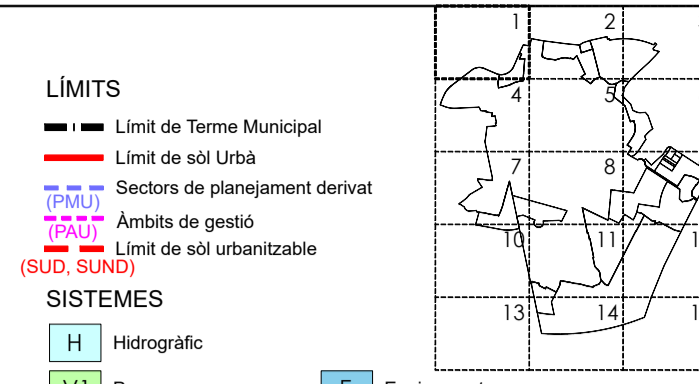 LÍMITS
Límit de Terme Municipal
Límit de sòl Urbà
Sectors de planejament derivat
(PMU)
Àmbits de gestió
(PAU)
Límit de sòl urbanitzable
(SUD, SUND)
SISTEMES
H Hidrogràfic
1 2
4 5
7 8
10 11
13 14